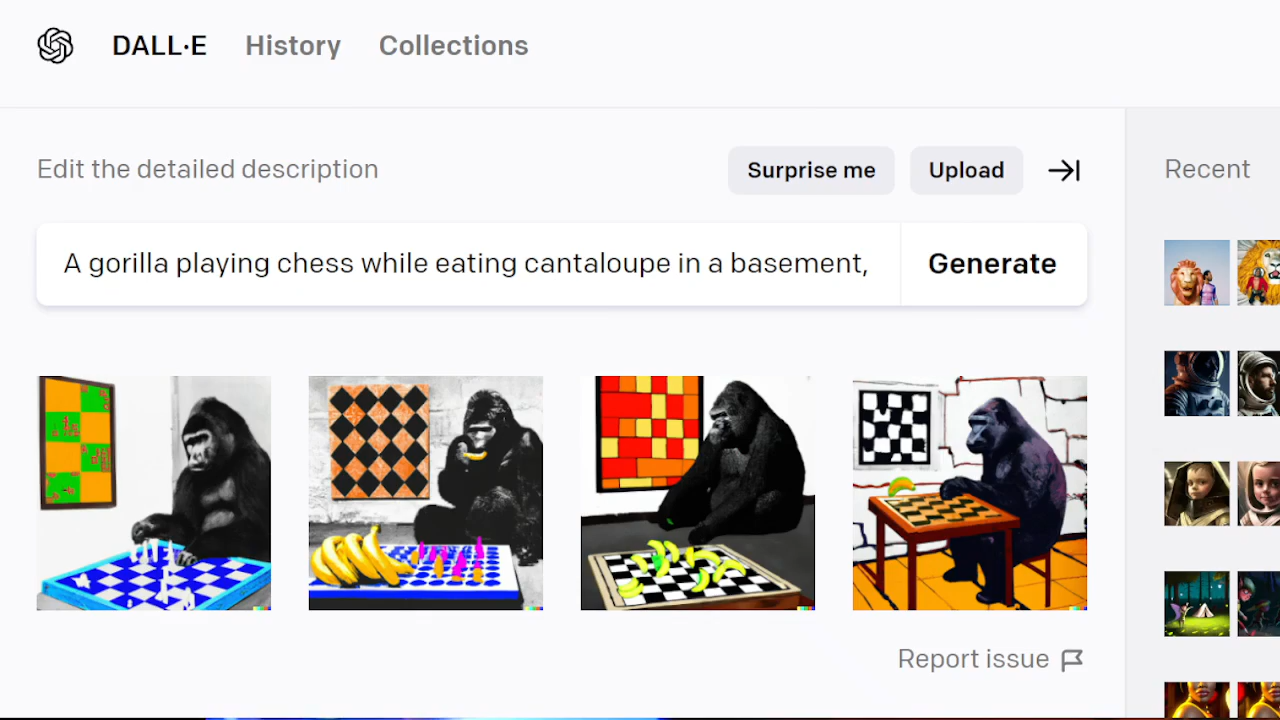 DALL·E History Collections
Edit the detailed description
Surprise me Upload
Recent
A gorilla playing chess while eating cantaloupe in a basement,
Generate
Report issue